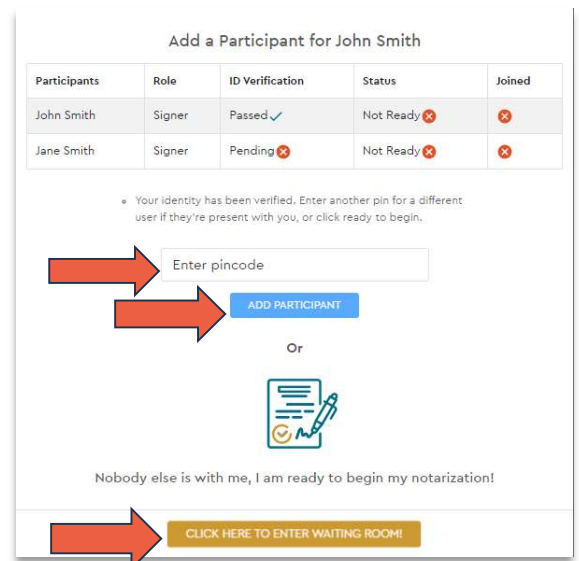 Add a Participant for John Smith
Participants Role ID Verification Status Joined
John Smith Signer Passed Not Ready
Jane Smith Signer Pending Not Ready
Your identity has been verified. Enter another pin for a different
user if they're present with you, or click ready to begin.
Enter pincode
ADD PARTICIPANT
Or
Nobody else is with me, I am ready to begin my notarization!
CLICK HERE TO ENTER WAITING ROOM!